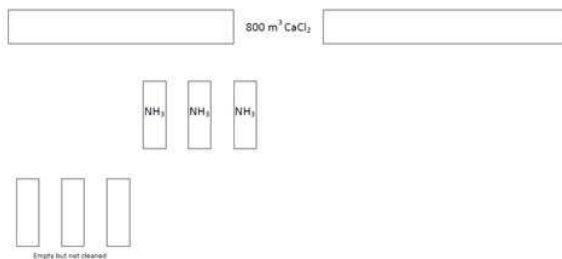 800 m³ CaCl₂
NH₃ NH₃ NH₃
Empty but not cleaned